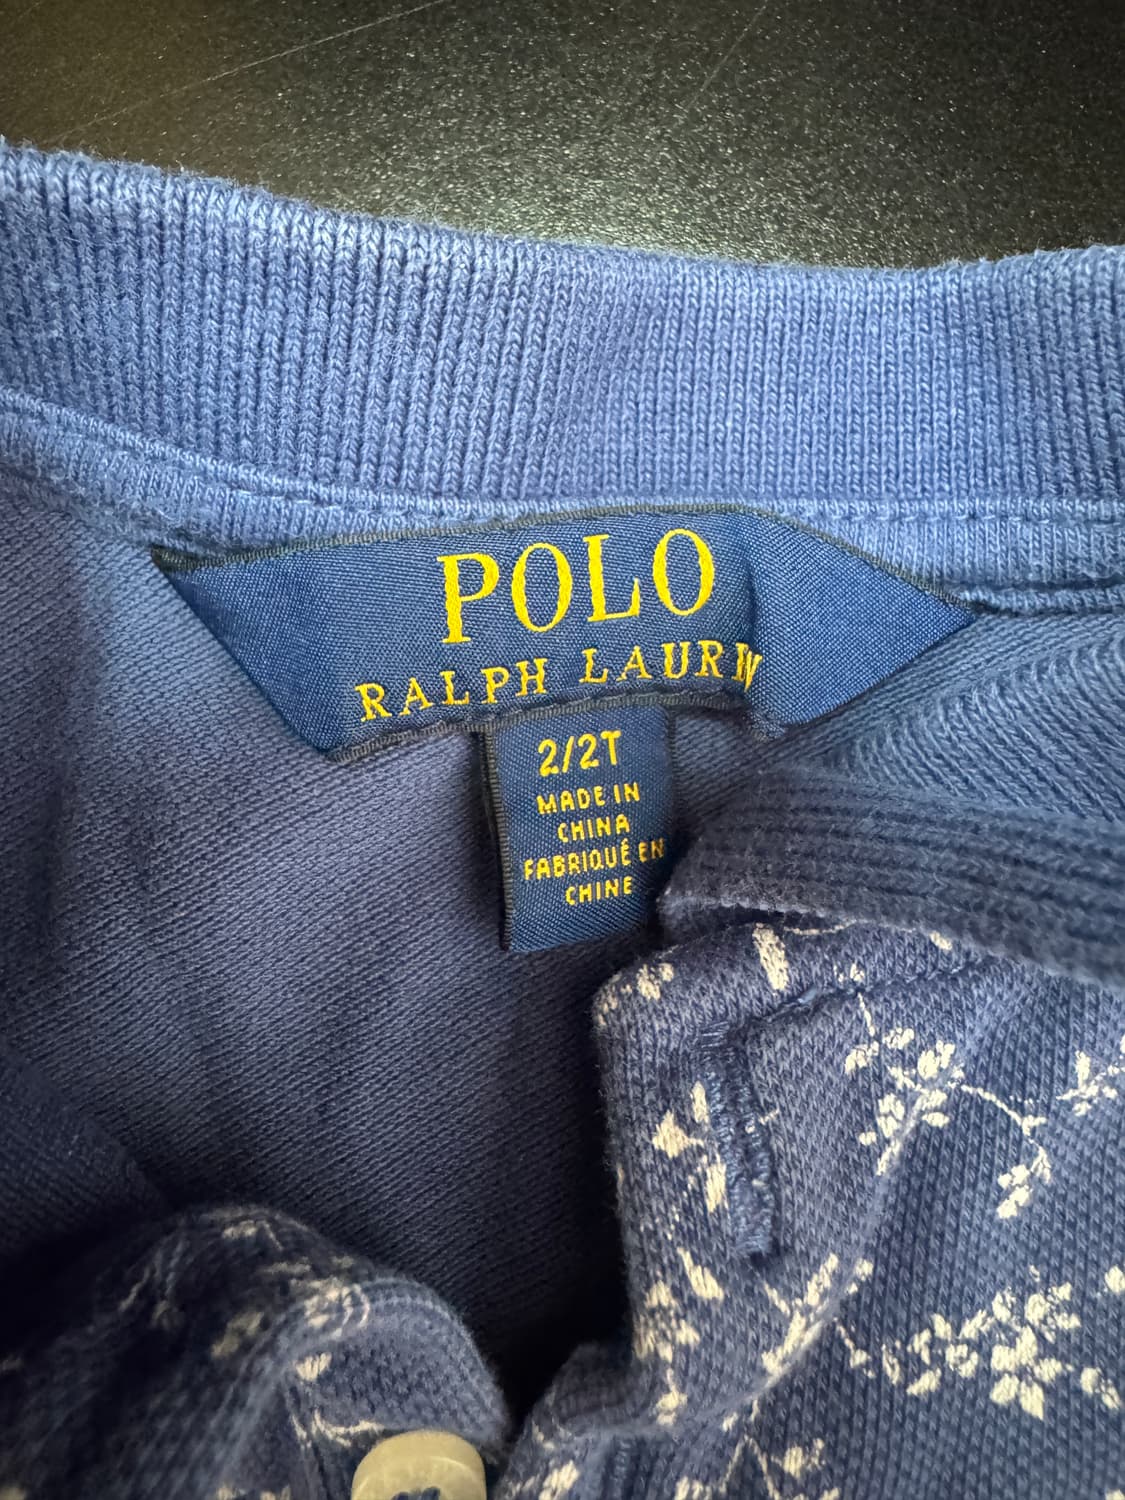 POLO
RALPH LAUREN
2/2T
MADE IN
CHINA
FABRIQUÉ EN
CHINE